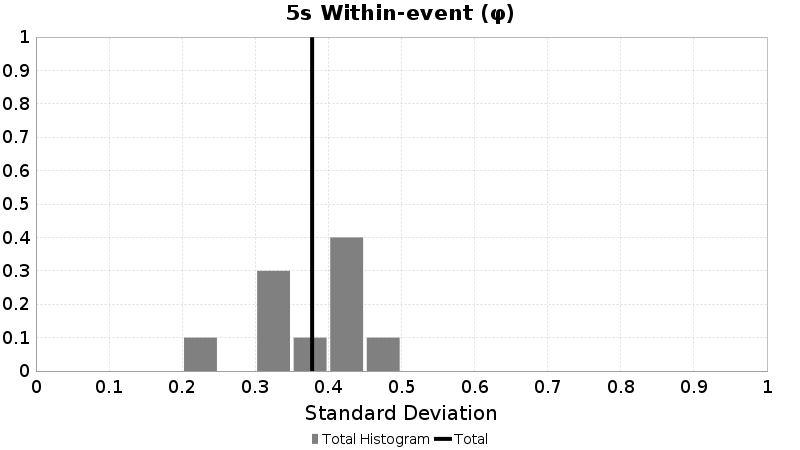 5s Within-event (φ)
1
0.9
0.8
0.7
0.6
0.5
0.4
0.3
0.2
0.1
0
0 0.1 0.2 0.3 0.4 0.5 0.6 0.7 0.8 0.9 1
Standard Deviation
Total Histogram Total